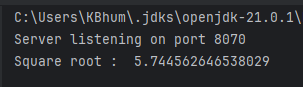 C:\Users\KBhum\.jdks\openjdk-21.0.1\
Server listening on port 8070
Square root :  5.744562646538029